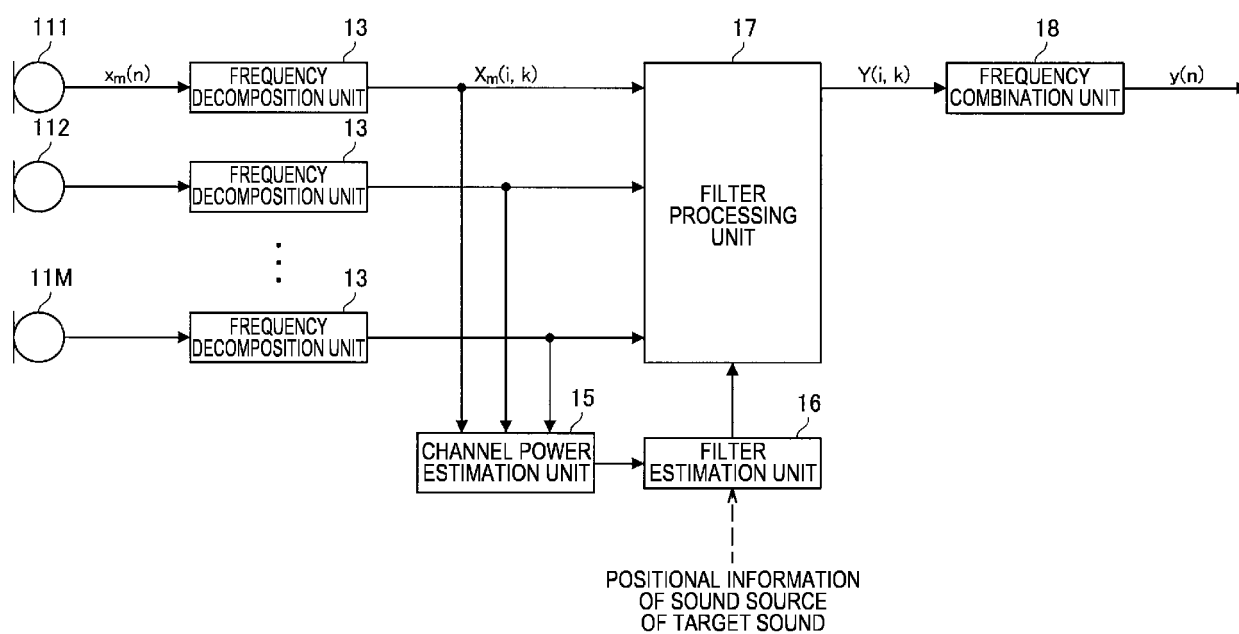 111
xm(n)
13
FREQUENCY
DECOMPOSITION UNIT
Xm(i, k)
17
FILTER
PROCESSING
UNIT
Y(i, k)
18
FREQUENCY
COMBINATION UNIT
y(n)
112
13
FREQUENCY
DECOMPOSITION UNIT
11M
13
FREQUENCY
DECOMPOSITION UNIT
15
CHANNEL POWER
ESTIMATION UNIT
16
FILTER
ESTIMATION UNIT
POSITIONAL INFORMATION
OF SOUND SOURCE
OF TARGET SOUND